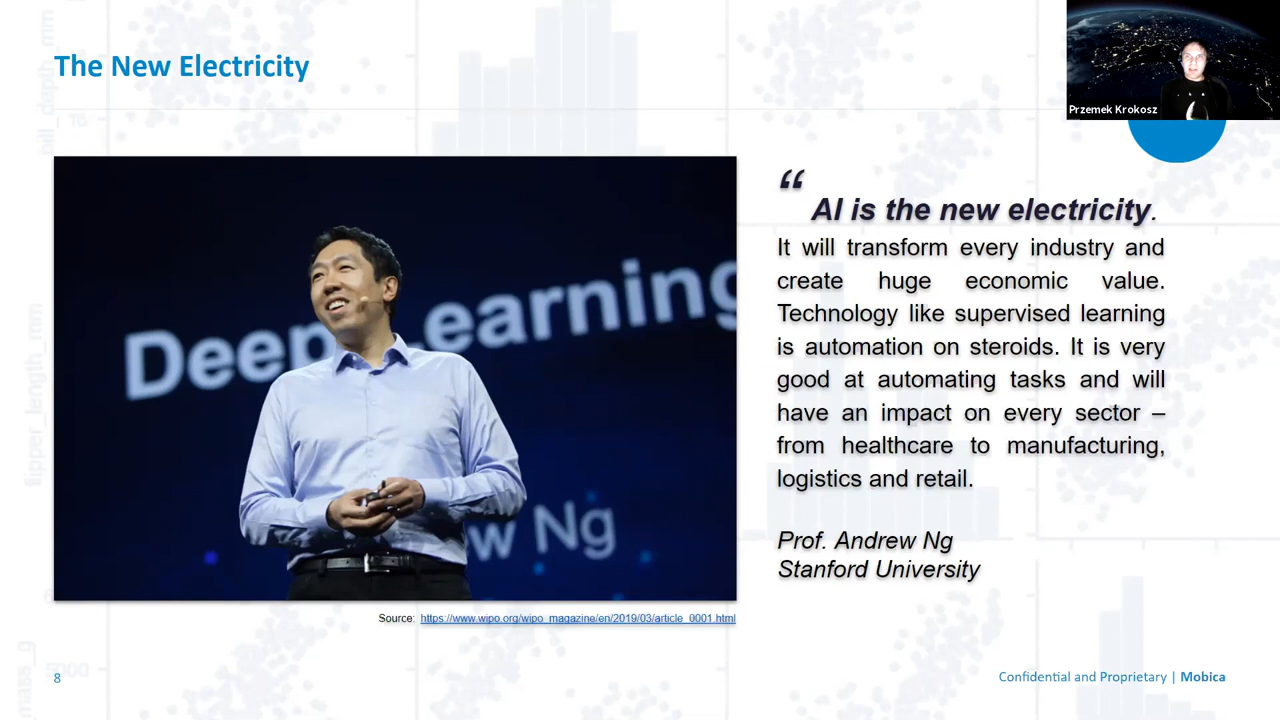 The New Electricity
Przemek Krokosz
Deep Learning
w Ng
“
AI is the new electricity.
It will transform every industry and
create huge economic value.
Technology like supervised learning
is automation on steroids. It is very
good at automating tasks and will
have an impact on every sector –
from healthcare to manufacturing,
logistics and retail.
Prof. Andrew Ng
Stanford University
Source: https://www.wipo.org/wipo_magazine/en/2019/03/article_0001.html
8
Confidential and Proprietary | Mobica
flipper_length_mm